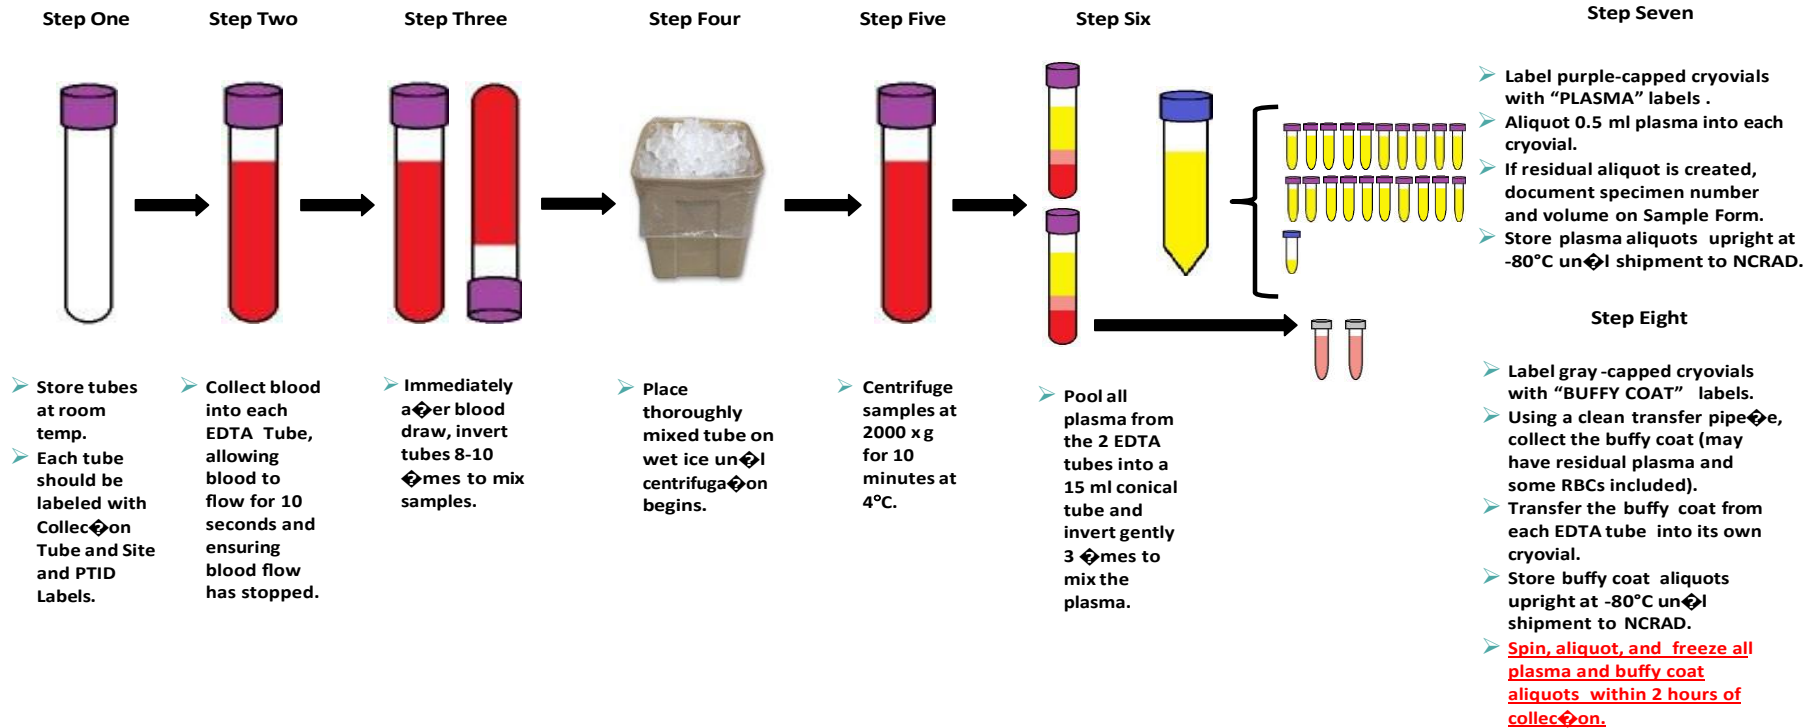 Step One
Store tubes
at room
temp.
Each tube
should be
labeled with
Collec�on
Tube and Site
and PTID
Labels.
Step Two
Collect blood
into each
EDTA Tube,
allowing
blood to
flow for 10
seconds and
ensuring
blood flow
has stopped.
Step Three
Immediately
a�er blood
draw, invert
tubes 8-10
�mes to mix
samples.
Step Four
Place
thoroughly
mixed tube on
wet ice un�l
centrifuga�on
begins.
Step Five
Centrifuge
samples at
2000 x g
for 10
minutes at
4°C.
Step Six
Pool all
plasma from
the 2 EDTA
tubes into a
15 ml conical
tube and
invert gently
3 �mes to
mix the
plasma.
Step Seven
Label purple-capped cryovials
with “PLASMA” labels .
Aliquot 0.5 ml plasma into each
cryovial.
If residual aliquot is created,
document specimen number
and volume on Sample Form.
Store plasma aliquots upright at
-80°C un�l shipment to NCRAD.
Step Eight
Label gray-capped cryovials
with “BUFFY COAT” labels.
Using a clean transfer pipe�e,
collect the buffy coat (may
have residual plasma and
some RBCs included).
Transfer the buffy coat from
each EDTA tube into its own
cryovial.
Store buffy coat aliquots
upright at -80°C un�l
shipment to NCRAD.
Spin, aliquot, and freeze all
plasma and buffy coat
aliquots within 2 hours of
collec�on.